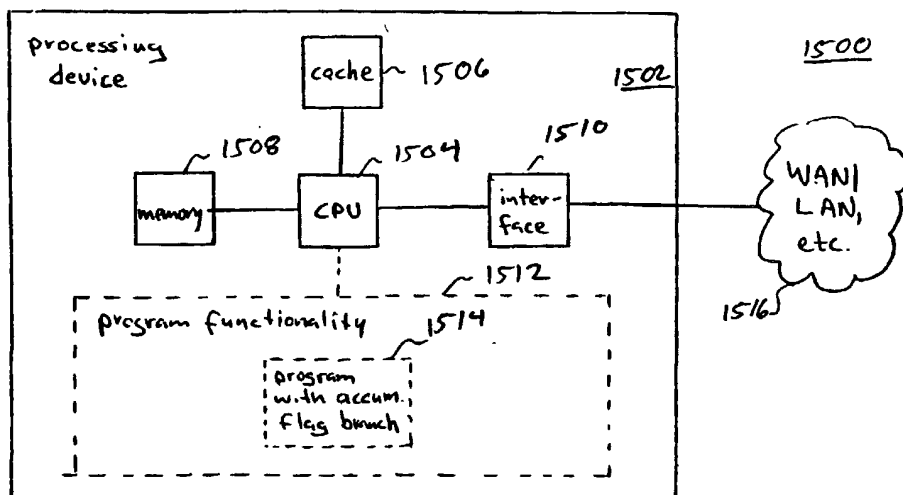 processing
device
cache
1506
1502
1500
1508
1504
1510
memory
CPU
inter-
face
WAN/
LAN,
etc.
1516
1512
program functionality
1514
program
with accum.
flag branch